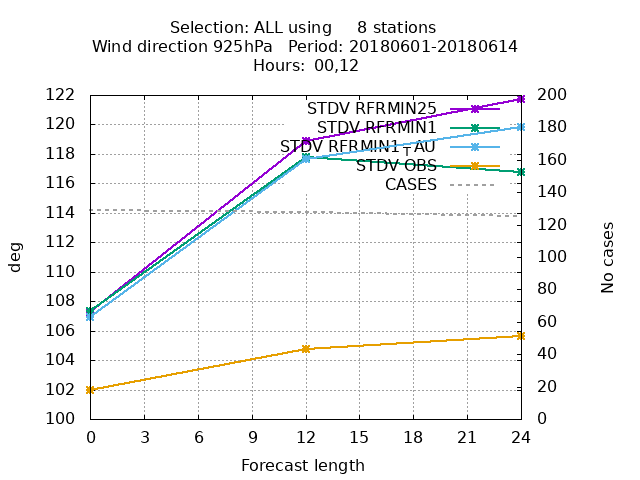 Selection: ALL using 8 stations
Wind direction 925hPa Period: 20180601-20180614
Hours: 00,12
122
120
118
116
114
112
110
108
106
104
102
100
deg
STDV RFRMIN25
STDV RFRMIN1
STDV RFRMIN1_AU
STDV OBS
CASES
200
180
160
140
120
100
80
60
40
20
0
No cases
0 3 6 9 12 15 18 21 24
Forecast length